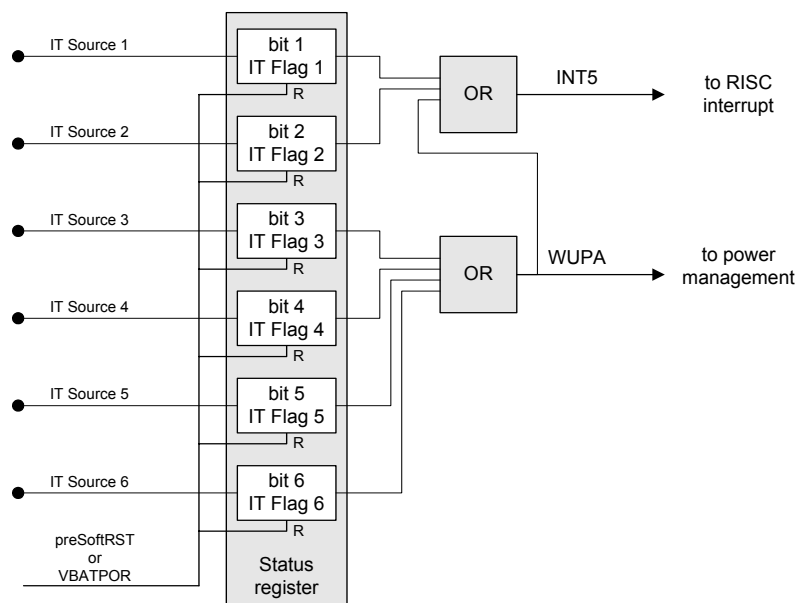 IT Source 1
bit 1
IT Flag 1
R
IT Source 2
bit 2
IT Flag 2
R
IT Source 3
bit 3
IT Flag 3
R
IT Source 4
bit 4
IT Flag 4
R
IT Source 5
bit 5
IT Flag 5
R
IT Source 6
bit 6
IT Flag 6
R
preSoftRST
or
VBATPOR
Status
register
OR
INT5
to RISC
interrupt
OR
WUPA
to power
management